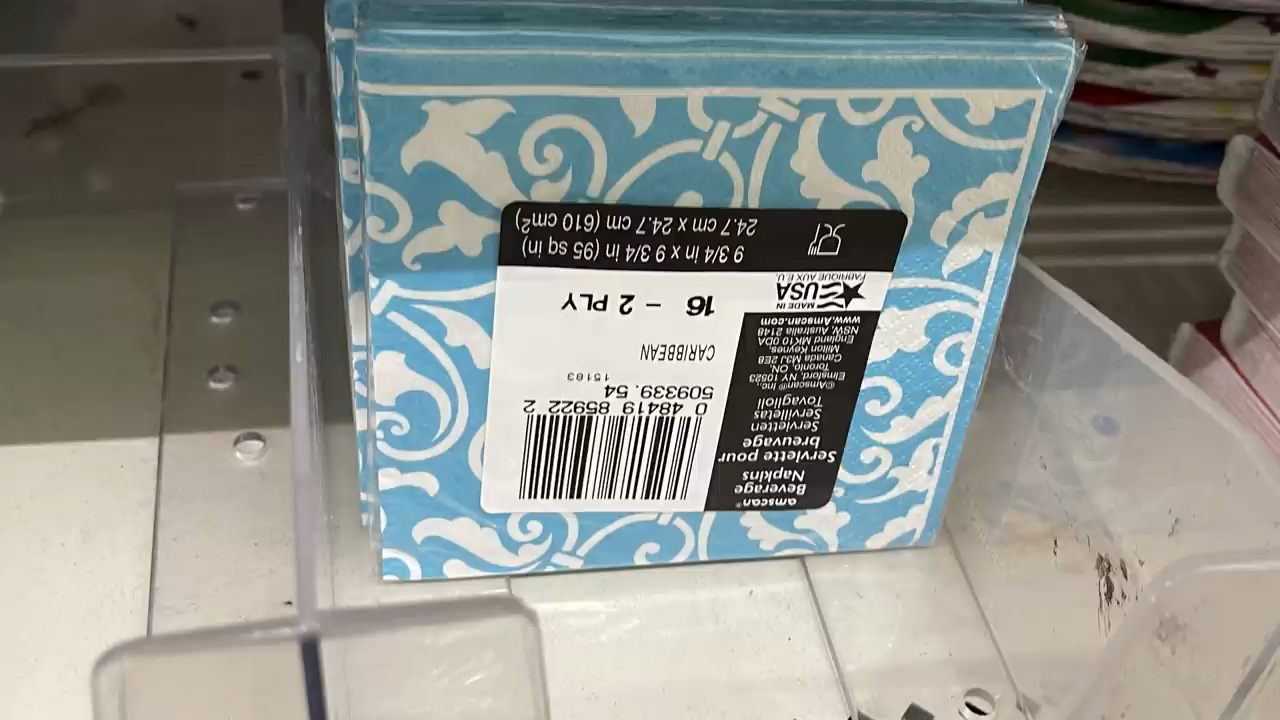 amscan®
Beverage
Napkins
Serviette pour
breuvage
Servietten
Servilletas
Tovaglioli
©Amscan® Inc.,
Elmsford, NY 10523
Toronto, ON,
Canada M3J 2E8
Milton Keynes,
England MK10 0DA
NSW, Australia 2148
www.Amscan.com
0 48419 85922 2
509339.54
15183
CARIBBEAN
16 - 2 PLY
MADE IN
USA
FABRIQUÉ AUX É.U.
9 3/4 in x 9 3/4 in (95 sq in)
24.7 cm x 24.7 cm (610 cm²)